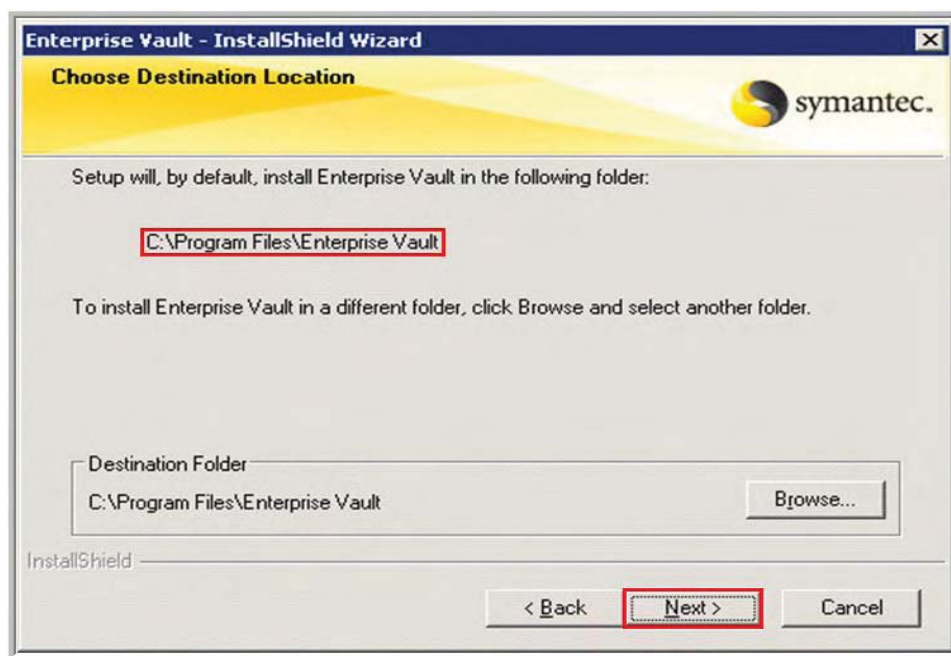 Enterprise Vault - InstallShield Wizard
Choose Destination Location
symantec.
Setup will, by default, install Enterprise Vault in the following folder:
C:\Program Files\Enterprise Vault
To install Enterprise Vault in a different folder, click Browse and select another folder.
Destination Folder
C:\Program Files\Enterprise Vault
Browse...
InstallShield
< Back
Next >
Cancel